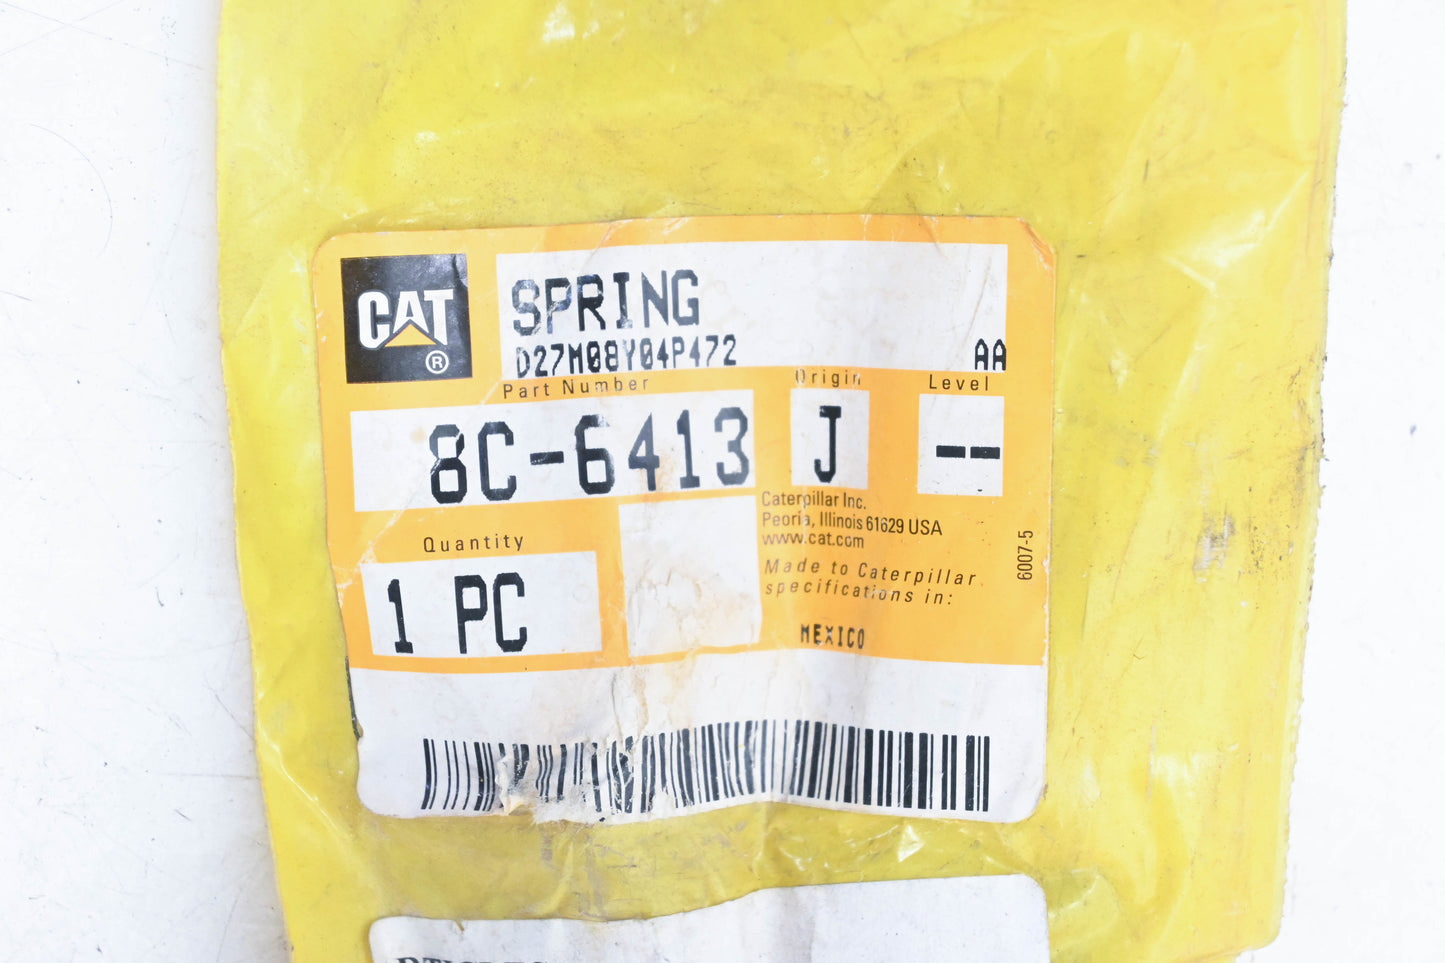 CAT
®
SPRING
D27M08Y04P472
AA
Part Number
Origin
Level
8C-6413
J
--
Caterpillar Inc.
Peoria, Illinois 61629 USA
www.cat.com
Made to Caterpillar
specifications in:
MEXICO
6007-5
Quantity
1 PC